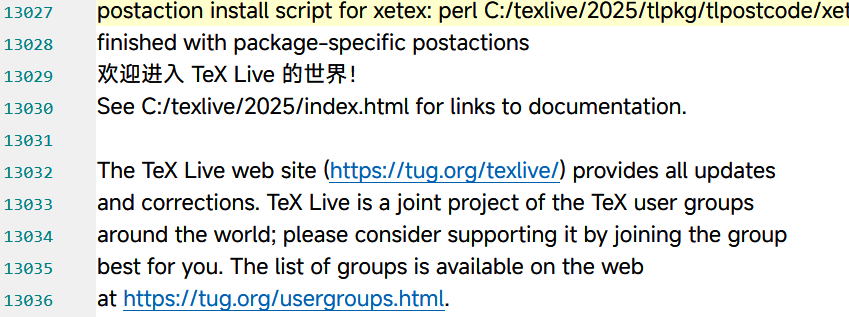 13027 postaction install script for xetex: perl C:/texlive/2025/tlpkg/tlpostcode/xet
13028 finished with package-specific postactions
13029 欢迎进入 TeX Live 的世界！
13030 See C:/texlive/2025/index.html for links to documentation.
13031
13032 The TeX Live web site (https://tug.org/texlive/) provides all updates
13033 and corrections. TeX Live is a joint project of the TeX user groups
13034 around the world; please consider supporting it by joining the group
13035 best for you. The list of groups is available on the web
13036 at https://tug.org/usergroups.html.